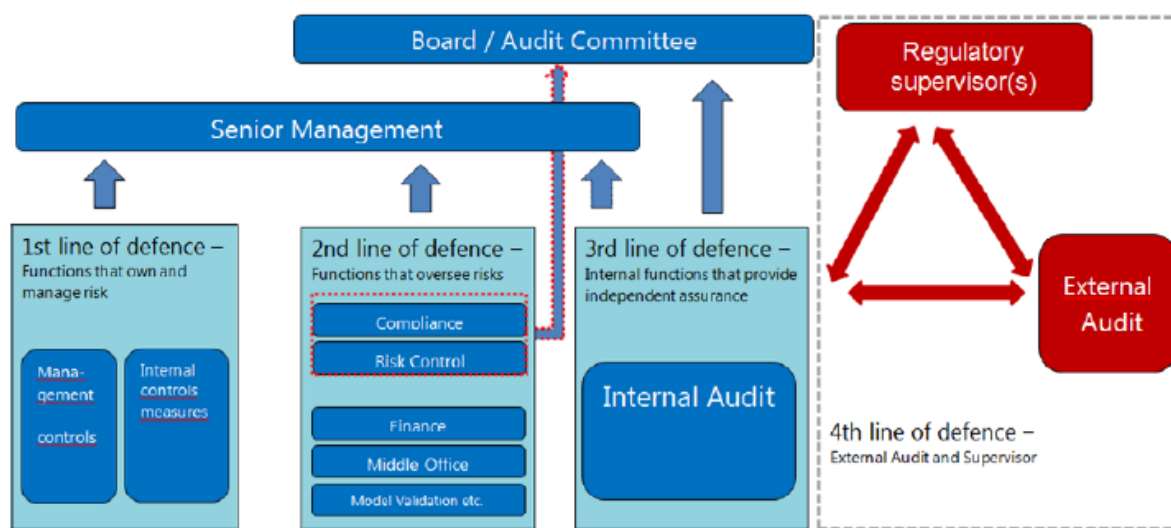 Board / Audit Committee
Regulatory
supervisor(s)
Senior Management
1st line of defence –
Functions that own and
manage risk
Mana-
gement
controls
Internal
controls
measures
2nd line of defence –
Functions that oversee risks
Compliance
Risk Control
Finance
Middle Office
Model Validation etc.
3rd line of defence –
Internal functions that provide
independent assurance
Internal Audit
External
Audit
4th line of defence –
External Audit and Supervisor